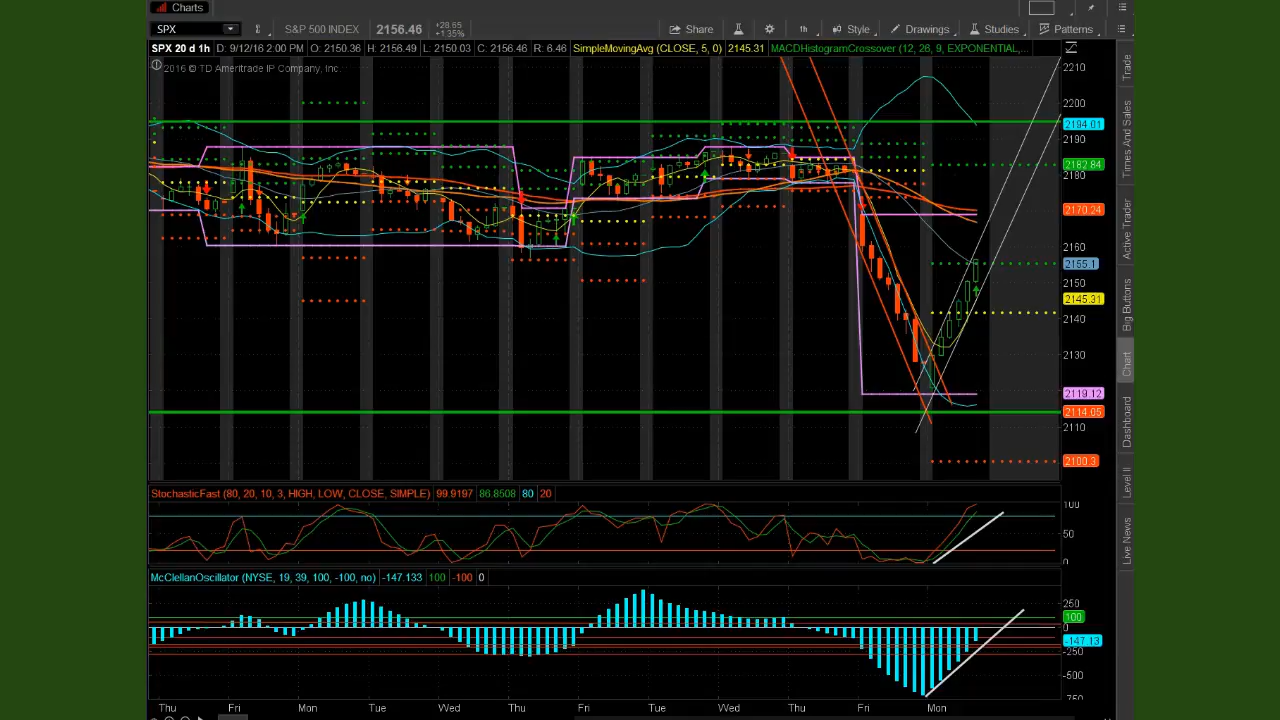 Charts
SPX
S&P 500 INDEX
2156.46
+28.65
+1.35%
Share
1h
Style
Drawings
Studies
Patterns
SPX 20 d 1h
D: 9/12/16 2:00 PM
O: 2150.36
H: 2156.49
L: 2150.03
C: 2156.46
R: 6.46
SimpleMovingAvg (CLOSE, 5, 0)
2145.31
MACDHistogramCrossover (12, 26, 9, EXPONENTIAL,...
2016 © TD Ameritrade IP Company, Inc.
2210
2200
2194.01
2190
2182.84
2180
2170.24
2160
2155.1
2150
2145.31
2140
2130
2119.12
2114.05
2110
2100.3
StochasticFast (80, 20, 10, 3, HIGH, LOW, CLOSE, SIMPLE)
99.9197
86.8508
80
20
100
50
0
McClellanOscillator (NYSE, 19, 39, 100, -100, no)
-147.133
100
-100
0
250
100
0
-147.13
-250
-500
-750
Thu
Fri
Mon
Tue
Wed
Thu
Fri
Tue
Wed
Thu
Fri
Mon
Trade
Times And Sales
Active Trader
Big Buttons
Chart
Dashboard
Level II
Live News